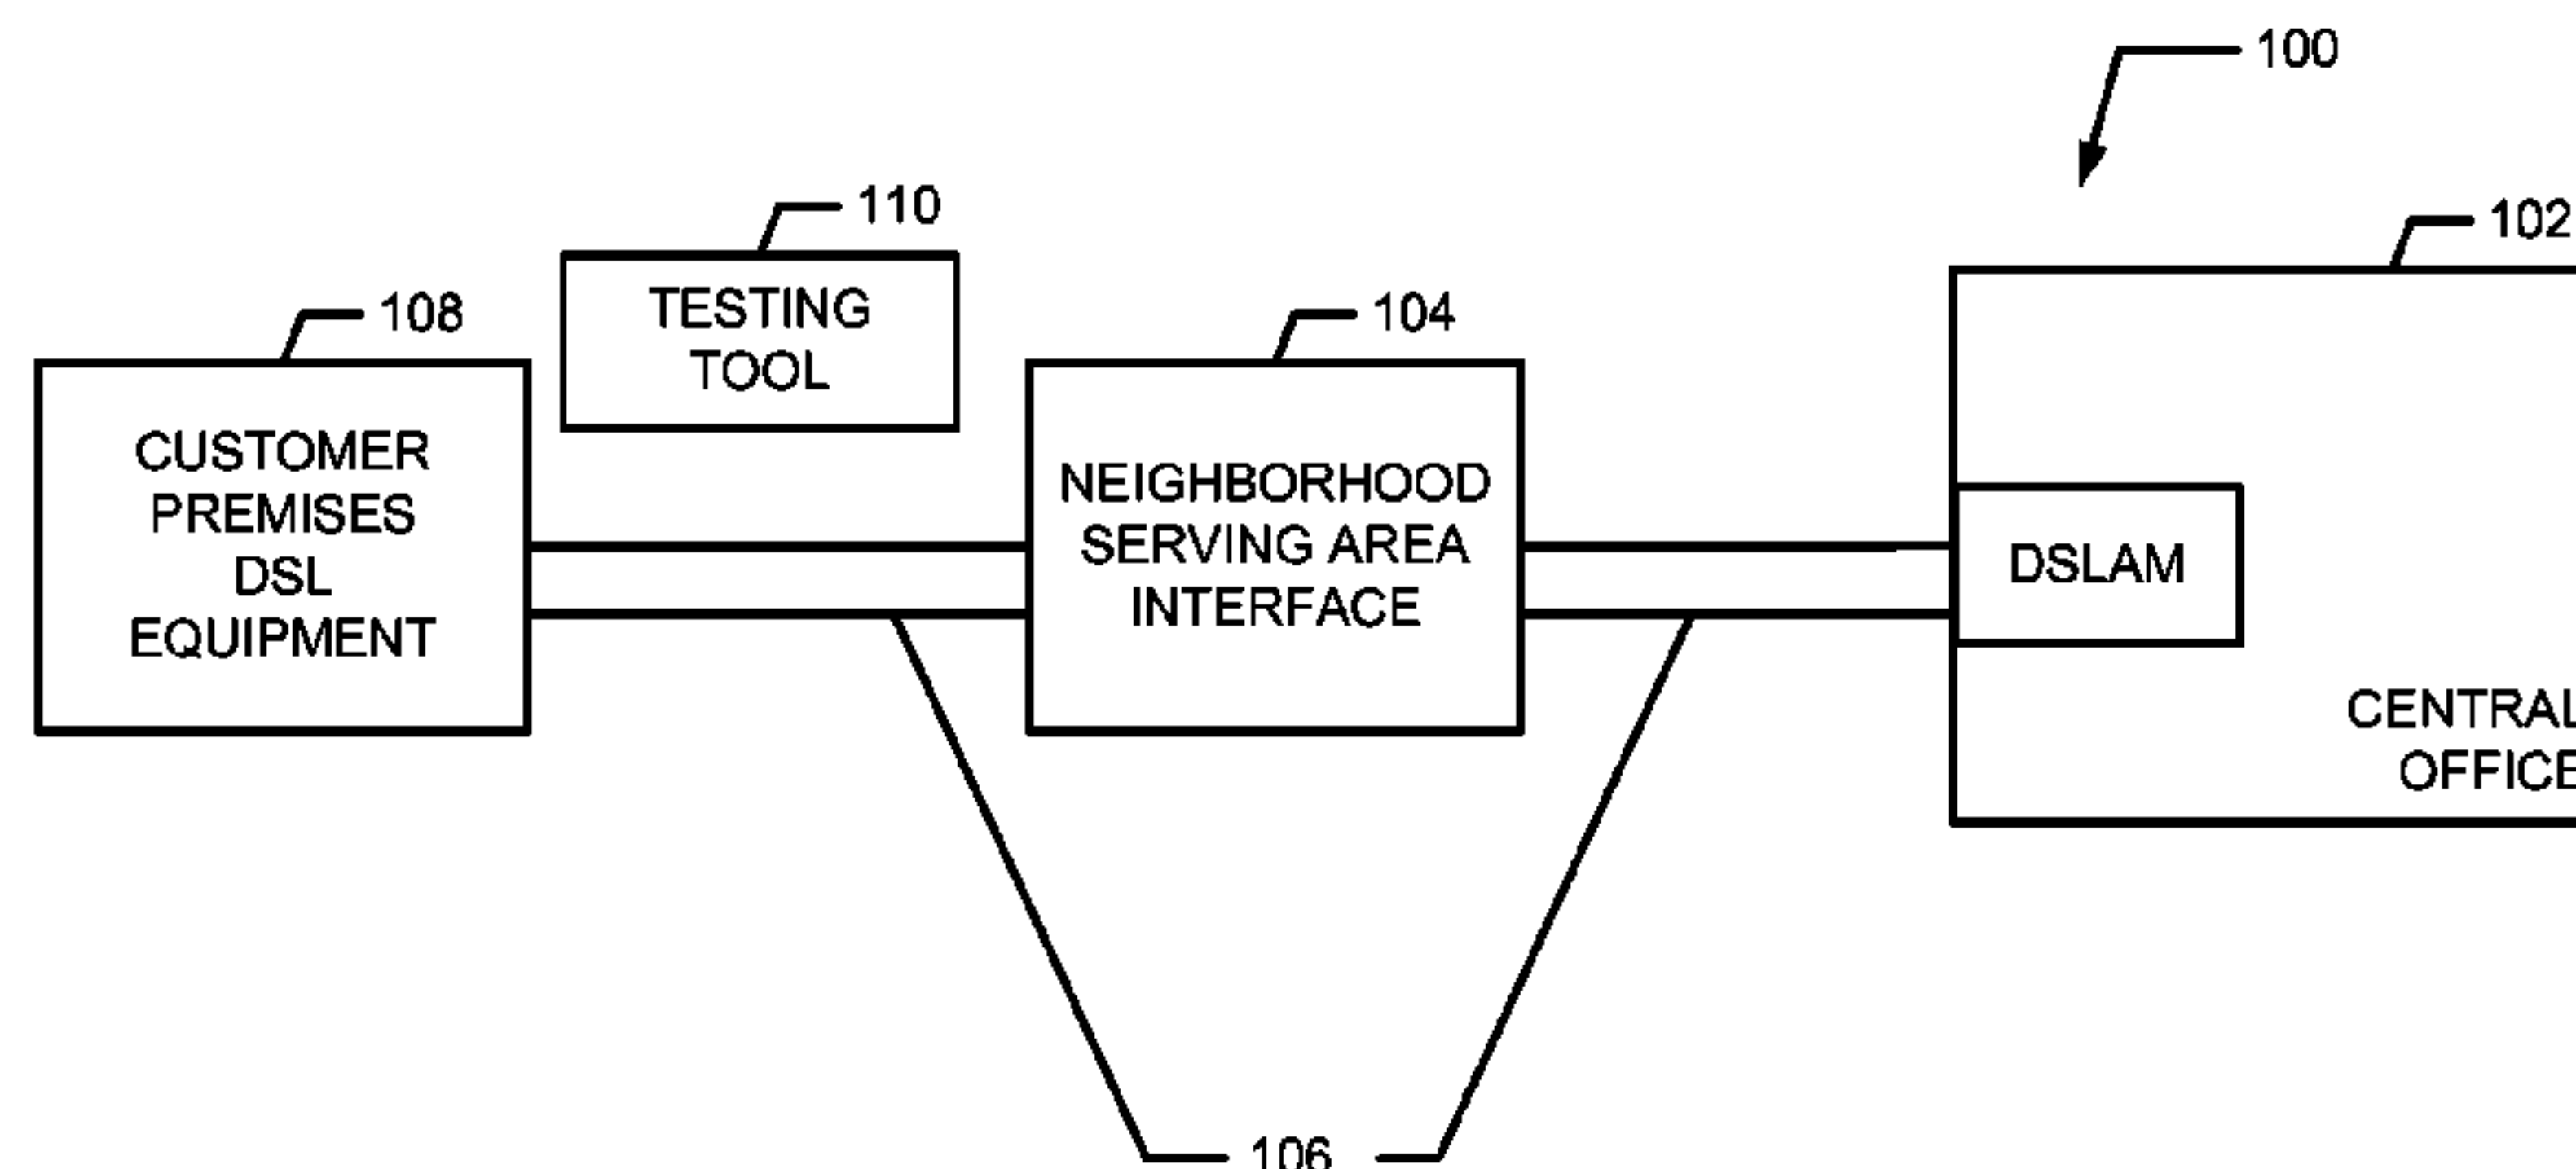 100
102
110
TESTING
TOOL
108
CUSTOMER
PREMISES
DSL
EQUIPMENT
104
NEIGHBORHOOD
SERVING AREA
INTERFACE
DSLAM
CENTRAL
OFFICE
106